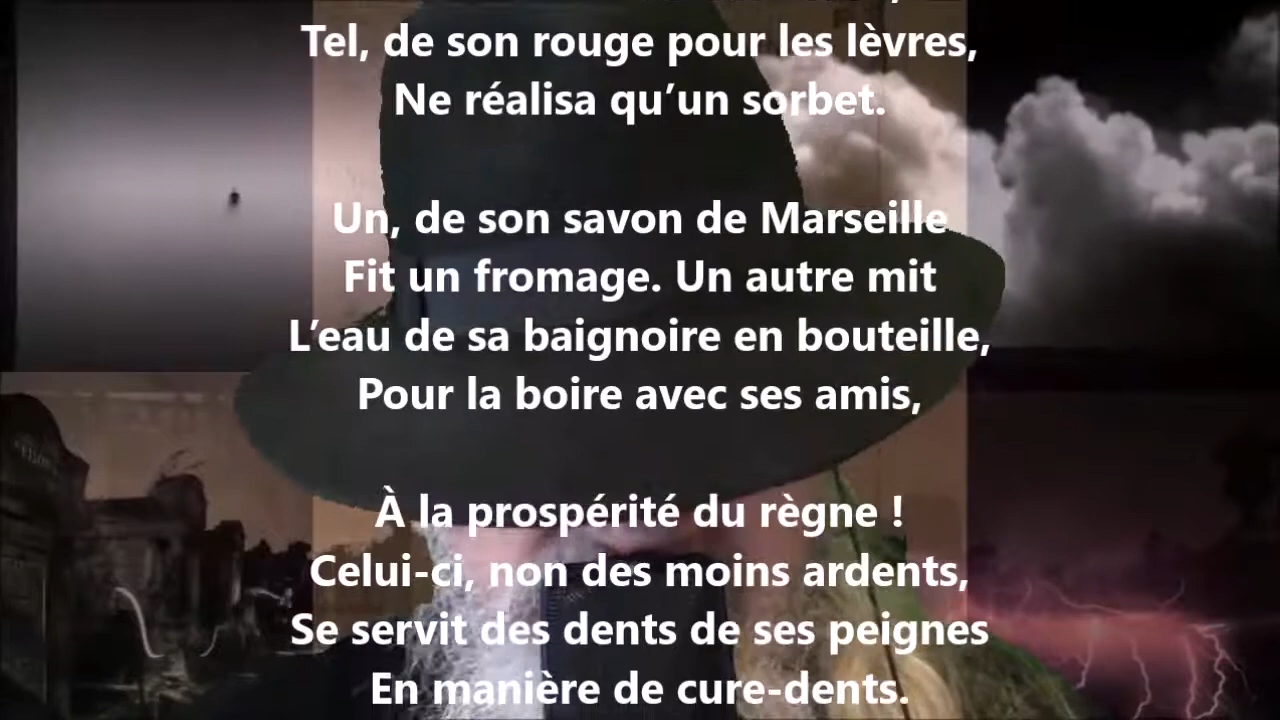 Tel, de son rouge pour les lèvres,
Ne réalisa qu’un sorbet.
Un, de son savon de Marseille
Fit un fromage. Un autre mit
L’eau de sa baignoire en bouteille,
Pour la boire avec ses amis,
À la prospérité du règne !
Celui-ci, non des moins ardents,
Se servit des dents de ses peignes
En manière de cure-dents.